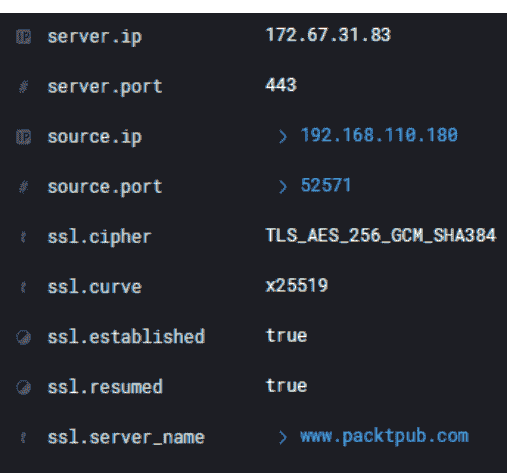 server.ip 172.67.31.83
# server.port 443
source.ip > 192.168.110.180
# source.port > 52571
t ssl.cipher TLS_AES_256_GCM_SHA384
t ssl.curve x25519
ssl.established true
ssl.resumed true
t ssl.server_name > www.packtpub.com